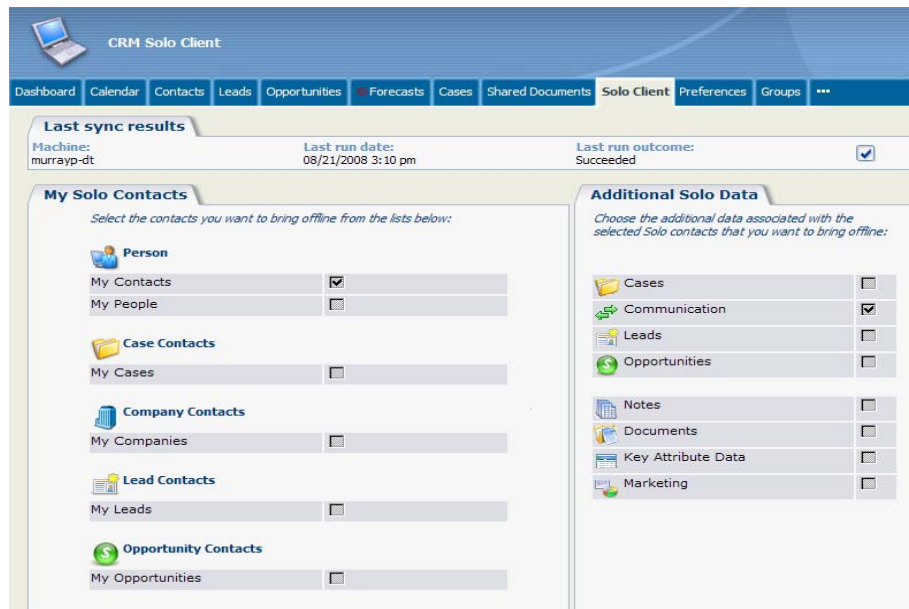 CRM Solo Client
Dashboard Calendar Contacts Leads Opportunities Forecasts Cases Shared Documents Solo Client Preferences Groups •••
Last sync results
Machine: Last run date: Last run outcome:
murrayp-dt 08/21/2008 3:10 pm Succeeded
My Solo Contacts
Select the contacts you want to bring offline from the lists below:
Person
My Contacts
My People
Case Contacts
My Cases
Company Contacts
My Companies
Lead Contacts
My Leads
Opportunity Contacts
My Opportunities
Additional Solo Data
Choose the additional data associated with the
selected Solo contacts that you want to bring offline:
Cases
Communication
Leads
Opportunities
Notes
Documents
Key Attribute Data
Marketing